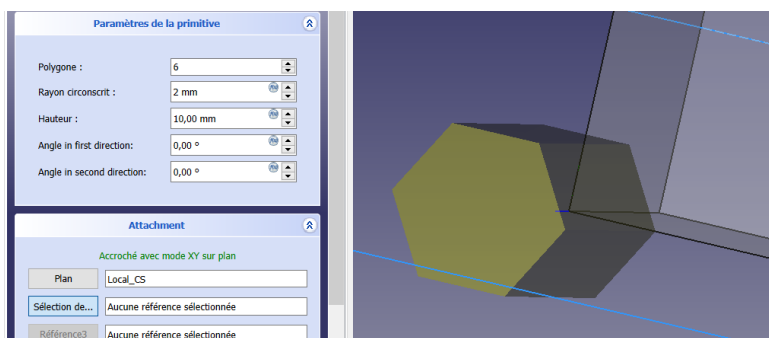 Paramètres de la primitive
Polygone : 6
Rayon circonscrit : 2 mm
Hauteur : 10,00 mm
Angle in first direction: 0,00 °
Angle in second direction: 0,00 °
Attachment
Accroché avec mode XY sur plan
Plan Local_CS
Sélection de... Aucune référence sélectionnée
Référence3 Aucune référence sélectionnée